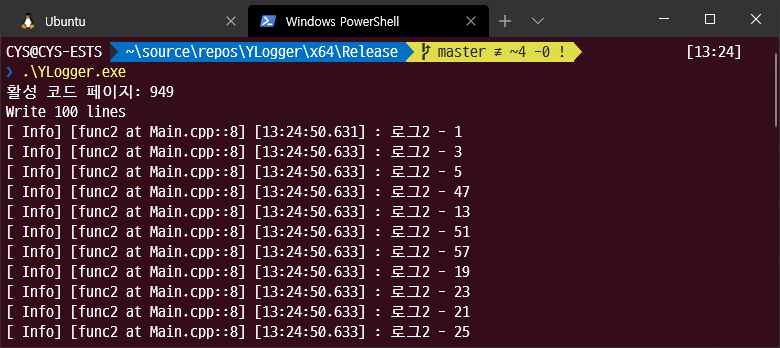 Ubuntu
Windows PowerShell
CYS@CYS-ESTS ~\source\repos\YLogger\x64\Release master ≢ ~4 -0 ! [13:24]
❯ .\YLogger.exe
활성 코드 페이지: 949
Write 100 lines
[ Info] [func2 at Main.cpp::8] [13:24:50.631] : 로그2 - 1
[ Info] [func2 at Main.cpp::8] [13:24:50.633] : 로그2 - 3
[ Info] [func2 at Main.cpp::8] [13:24:50.633] : 로그2 - 5
[ Info] [func2 at Main.cpp::8] [13:24:50.633] : 로그2 - 47
[ Info] [func2 at Main.cpp::8] [13:24:50.633] : 로그2 - 13
[ Info] [func2 at Main.cpp::8] [13:24:50.633] : 로그2 - 51
[ Info] [func2 at Main.cpp::8] [13:24:50.633] : 로그2 - 57
[ Info] [func2 at Main.cpp::8] [13:24:50.633] : 로그2 - 19
[ Info] [func2 at Main.cpp::8] [13:24:50.633] : 로그2 - 23
[ Info] [func2 at Main.cpp::8] [13:24:50.633] : 로그2 - 21
[ Info] [func2 at Main.cpp::8] [13:24:50.633] : 로그2 - 25